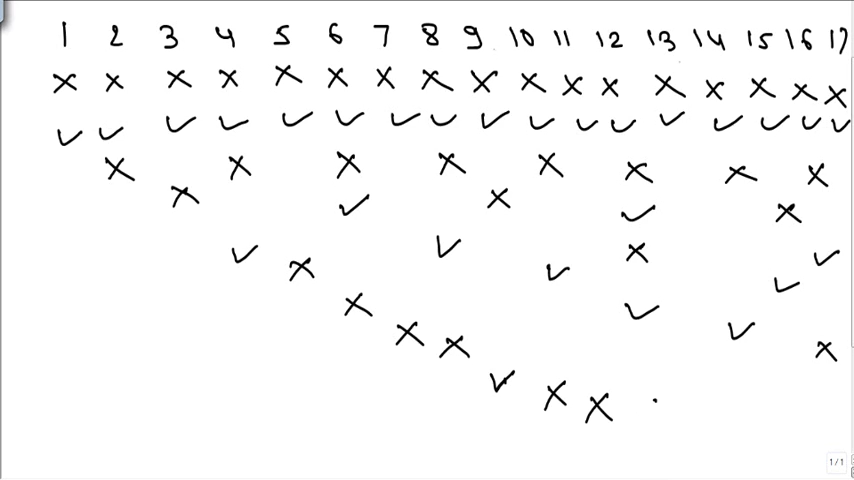 1 2 3 4 5 6 7 8 9 10 11 12 13 14 15 16 17
× × × × × × × × × × × × × × × × ×
✓ ✓ ✓ ✓ ✓ ✓ ✓ ✓ ✓ ✓ ✓ ✓ ✓ ✓ ✓ ✓ ✓
× × × × × × × ×
× ✓ × ✓ ×
✓ ✓ × ✓
× ✓ ✓
× ✓
× × ✓ ×
✓ × × .
1/1